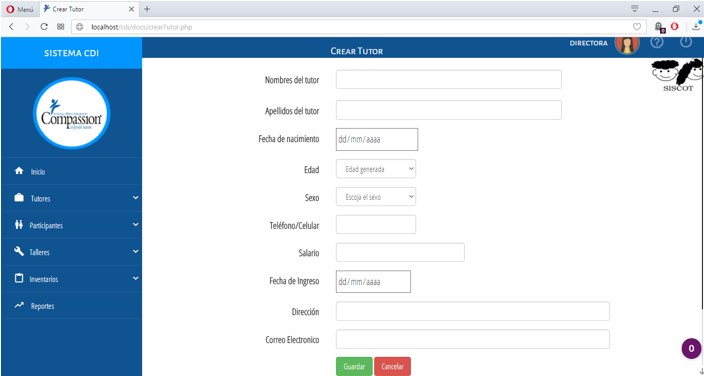 Menú
Crear Tutor
localhost/cdi/docs/crearTutor.php
SISTEMA CDI
CREAR TUTOR
DIRECTORA
SISCOT
Compassion
Inicio
Tutores
Participantes
Talleres
Inventarios
Reportes
Nombres del tutor
Apellidos del tutor
Fecha de nacimiento
dd/mm/aaaa
Edad
Edad generada
Sexo
Escoja el sexo
Teléfono/Celular
Salario
Fecha de Ingreso
dd/mm/aaaa
Dirección
Correo Electronico
Guardar
Cancelar
0